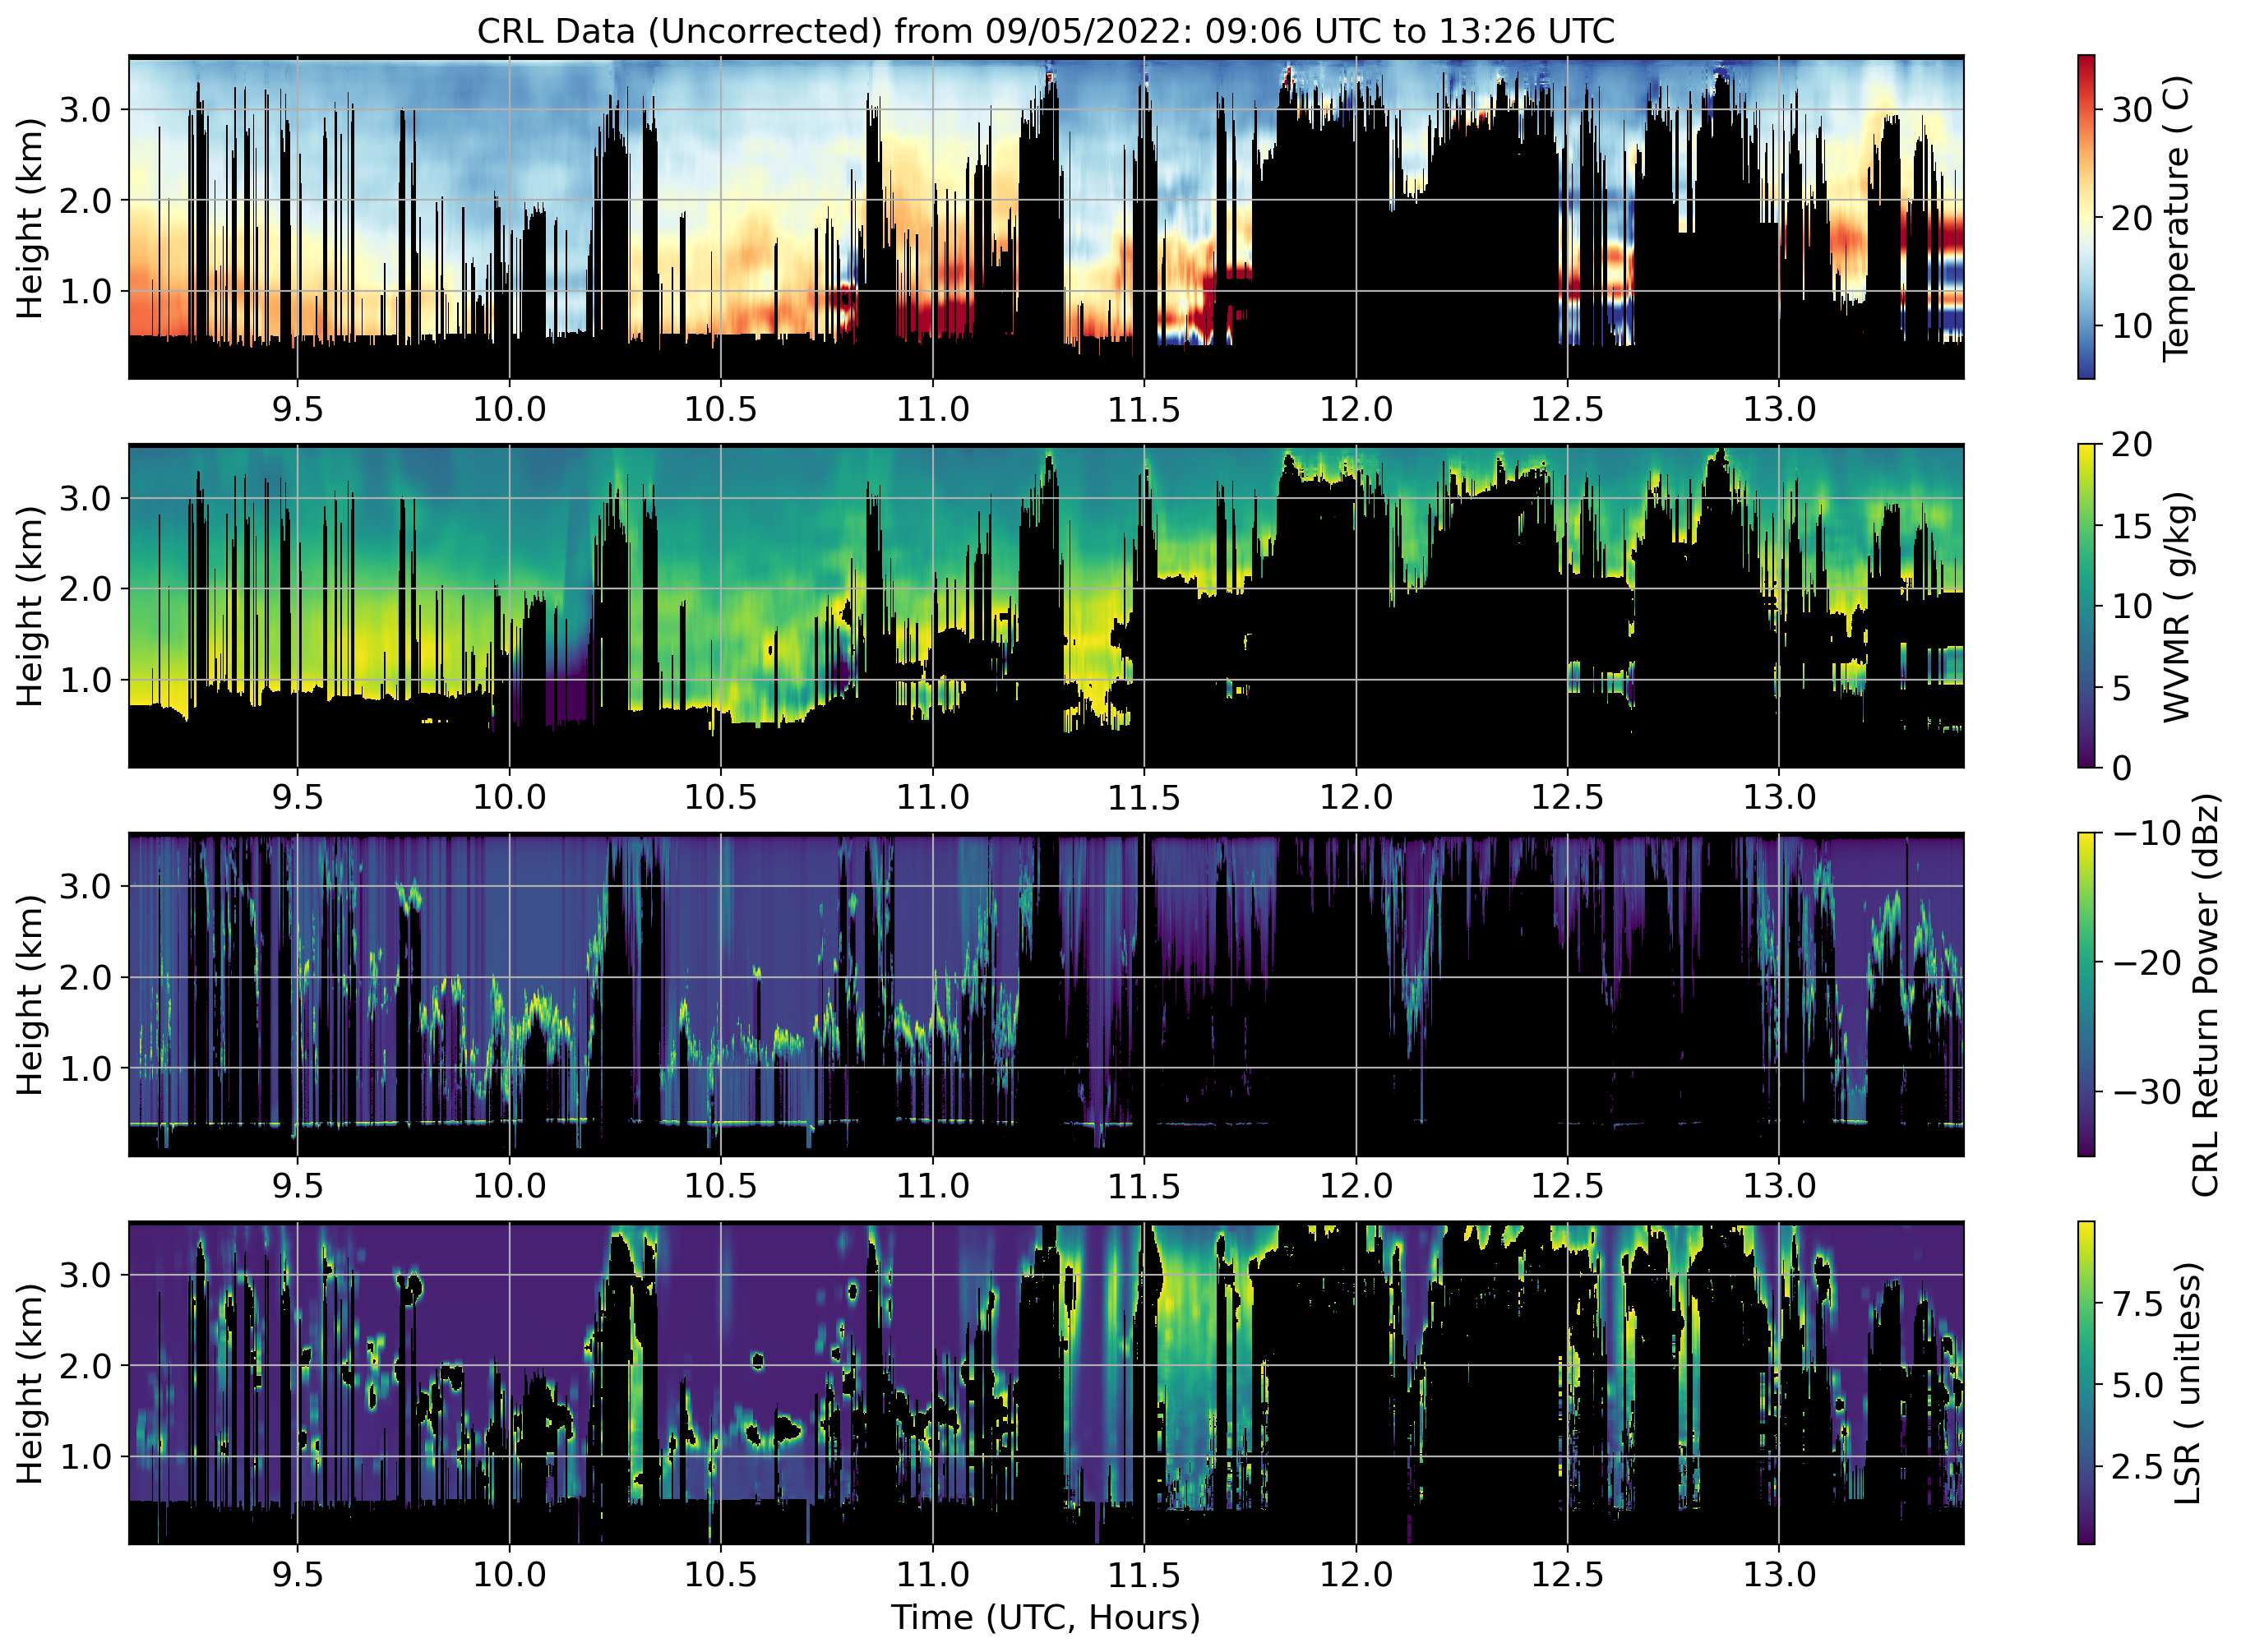 CRL Data (Uncorrected) from 09/05/2022: 09:06 UTC to 13:26 UTC
Height (km)
3.0
2.0
1.0
9.5 10.0 10.5 11.0 11.5 12.0 12.5 13.0
30
20
10
Temperature ( C)
Height (km)
3.0
2.0
1.0
9.5 10.0 10.5 11.0 11.5 12.0 12.5 13.0
20
15
10
5
0
WVMR ( g/kg)
Height (km)
3.0
2.0
1.0
9.5 10.0 10.5 11.0 11.5 12.0 12.5 13.0
−10
−20
−30
CRL Return Power (dBz)
Height (km)
3.0
2.0
1.0
9.5 10.0 10.5 11.0 11.5 12.0 12.5 13.0
7.5
5.0
2.5
LSR ( unitless)
Time (UTC, Hours)